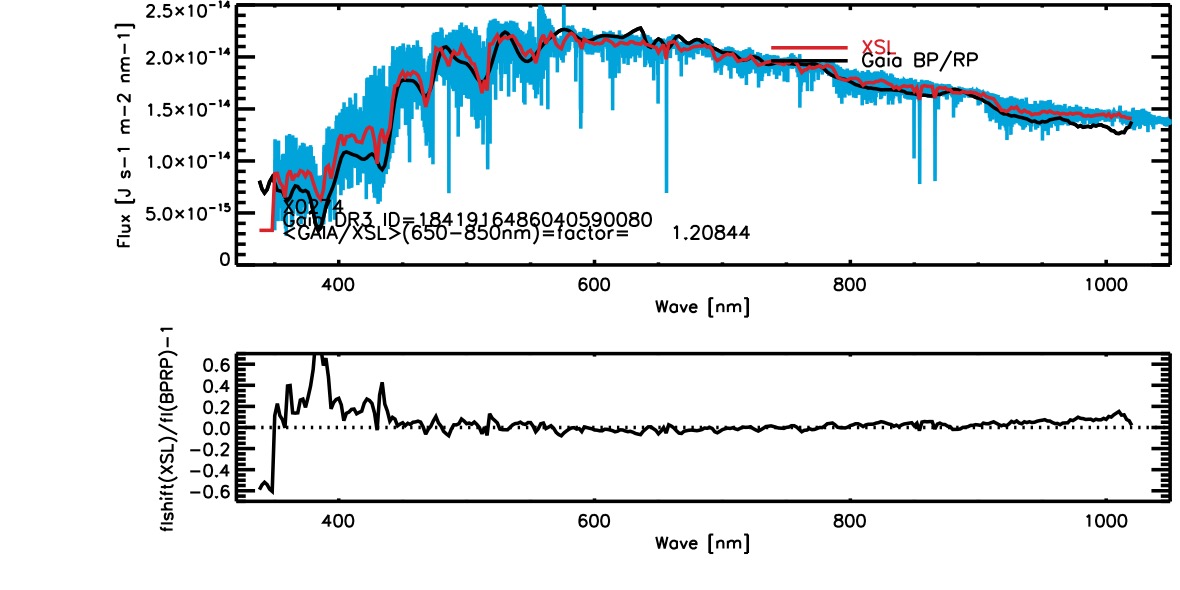 2.5×10−14
2.0×10−14
1.5×10−14
1.0×10−14
5.0×10−15
0
Flux [J s−1 m−2 nm−1]
XSL
Gaia BP/RP
X0274
Gaia DR3 ID=1841916486040590080
<GAIA/XSL>(650−850nm)=factor= 1.20844
400 600 800 1000
Wave [nm]
0.6
0.4
0.2
0.0
−0.2
−0.4
−0.6
flshift(XSL)/fl(BPRP)−1
400 600 800 1000
Wave [nm]